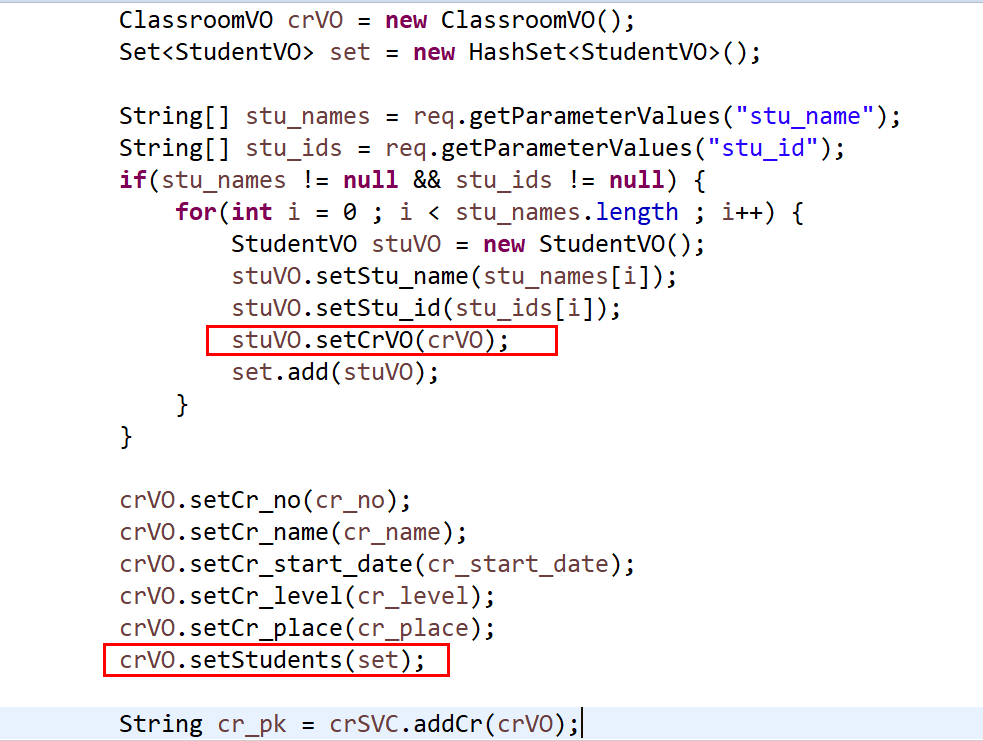 ClassroomVO crVO = new ClassroomVO();
Set<StudentVO> set = new HashSet<StudentVO>();
String[] stu_names = req.getParameterValues("stu_name");
String[] stu_ids = req.getParameterValues("stu_id");
if(stu_names != null && stu_ids != null) {
for(int i = 0 ; i < stu_names.length ; i++) {
StudentVO stuVO = new StudentVO();
stuVO.setStu_name(stu_names[i]);
stuVO.setStu_id(stu_ids[i]);
stuVO.setCrVO(crVO);
set.add(stuVO);
}
}
crVO.setCr_no(cr_no);
crVO.setCr_name(cr_name);
crVO.setCr_start_date(cr_start_date);
crVO.setCr_level(cr_level);
crVO.setCr_place(cr_place);
crVO.setStudents(set);
String cr_pk = crSVC.addCr(crVO);